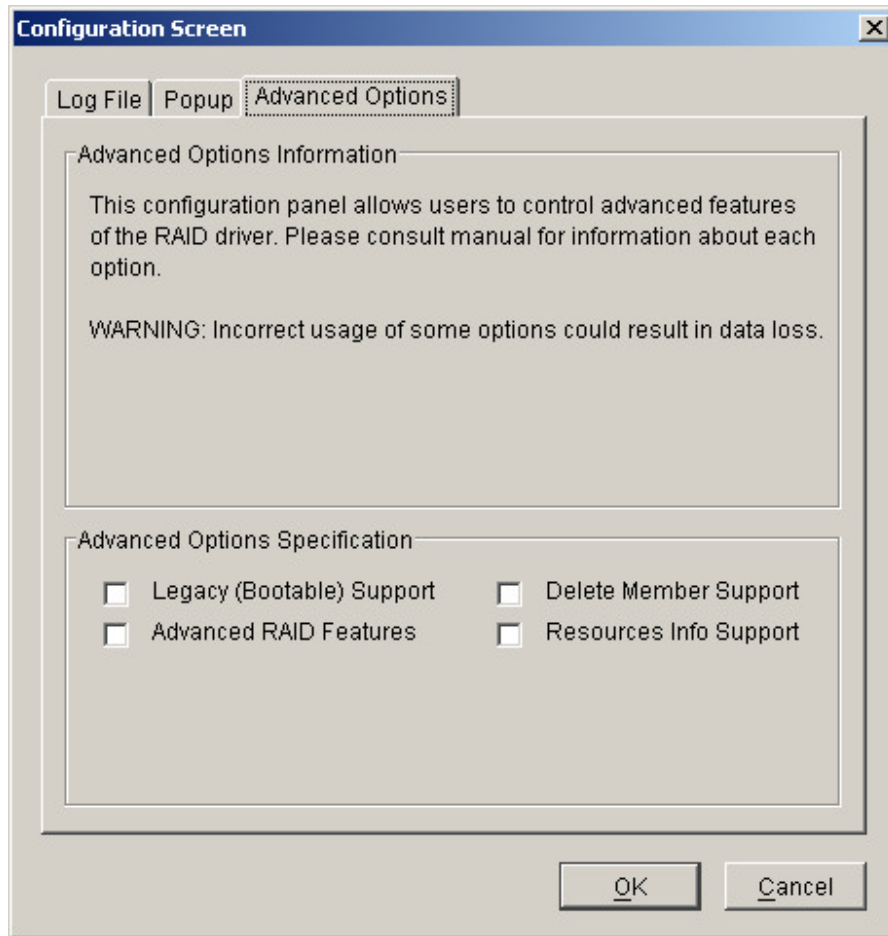 Configuration Screen
Log File
Popup
Advanced Options
Advanced Options Information
This configuration panel allows users to control advanced features
of the RAID driver. Please consult manual for information about each
option.
WARNING: Incorrect usage of some options could result in data loss.
Advanced Options Specification
Legacy (Bootable) Support
Delete Member Support
Advanced RAID Features
Resources Info Support
OK
Cancel